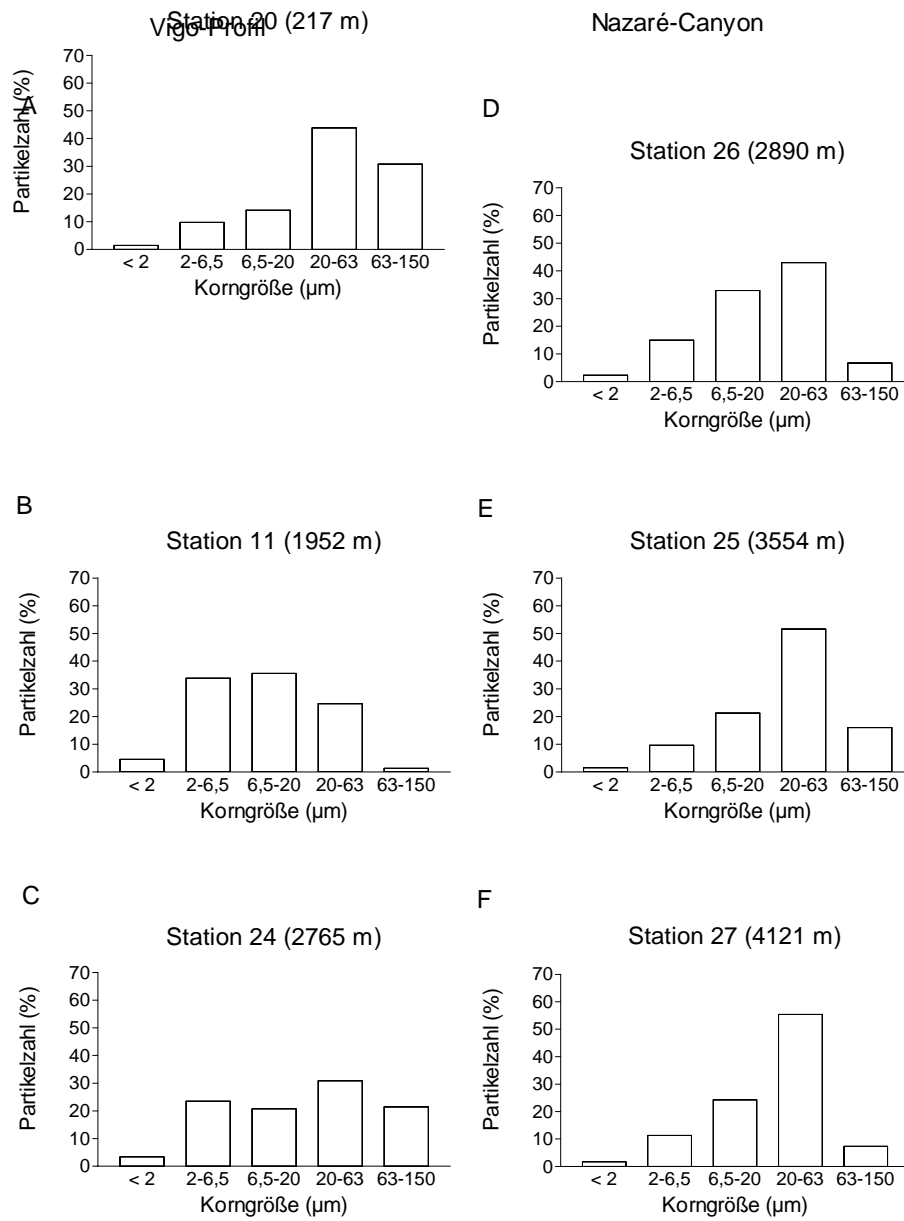 Vigo-Profil
Nazaré-Canyon
A
Station 20 (217 m)
Partikelzahl (%)
70
60
50
40
30
20
10
0
< 2 2-6,5 6,5-20 20-63 63-150
Korngröße (µm)
D
Station 26 (2890 m)
Partikelzahl (%)
70
60
50
40
30
20
10
0
< 2 2-6,5 6,5-20 20-63 63-150
Korngröße (µm)
B
Station 11 (1952 m)
Partikelzahl (%)
70
60
50
40
30
20
10
0
< 2 2-6,5 6,5-20 20-63 63-150
Korngröße (µm)
E
Station 25 (3554 m)
Partikelzahl (%)
70
60
50
40
30
20
10
0
< 2 2-6,5 6,5-20 20-63 63-150
Korngröße (µm)
C
Station 24 (2765 m)
Partikelzahl (%)
70
60
50
40
30
20
10
0
< 2 2-6,5 6,5-20 20-63 63-150
Korngröße (µm)
F
Station 27 (4121 m)
Partikelzahl (%)
70
60
50
40
30
20
10
0
< 2 2-6,5 6,5-20 20-63 63-150
Korngröße (µm)